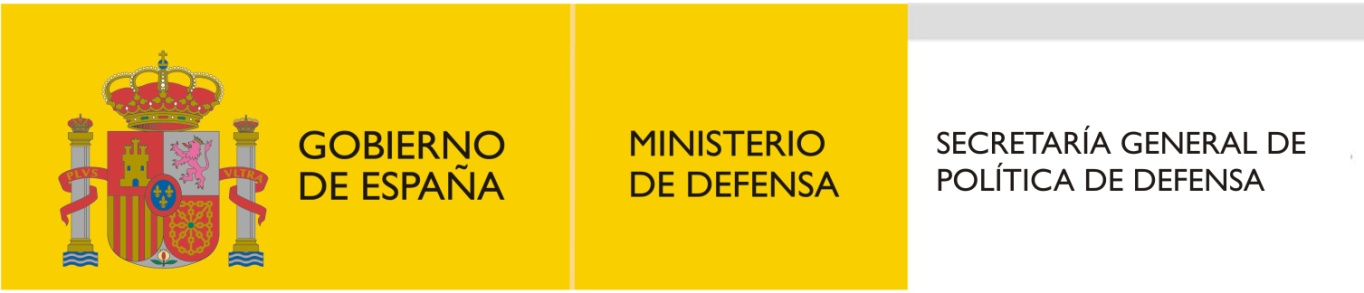 PLVS
VLTRA
GOBIERNO
DE ESPAÑA
MINISTERIO
DE DEFENSA
SECRETARÍA GENERAL DE
POLÍTICA DE DEFENSA